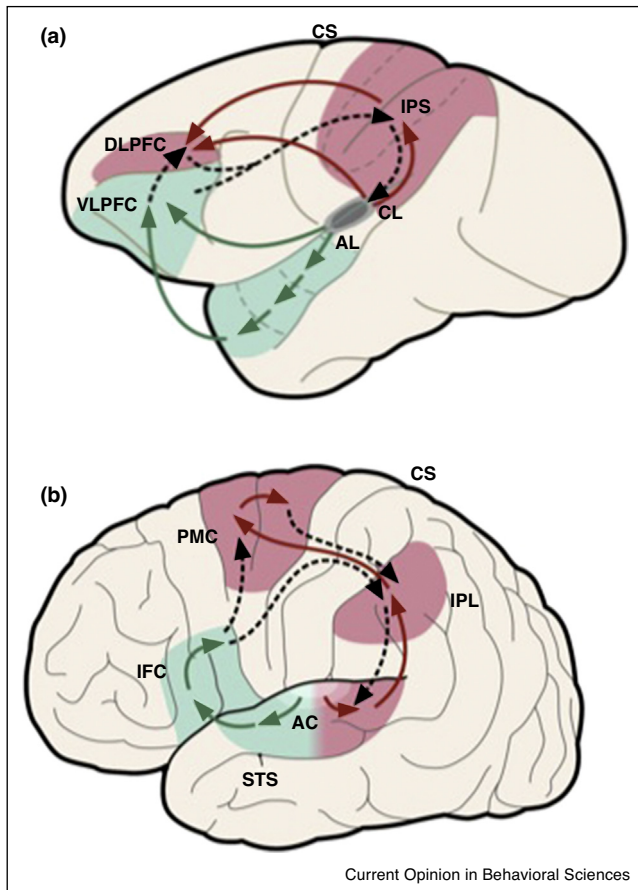 (a)
CS
IPS
DLPFC
VLPFC
CL
AL
(b)
CS
PMC
IPL
IFC
AC
STS
Current Opinion in Behavioral Sciences